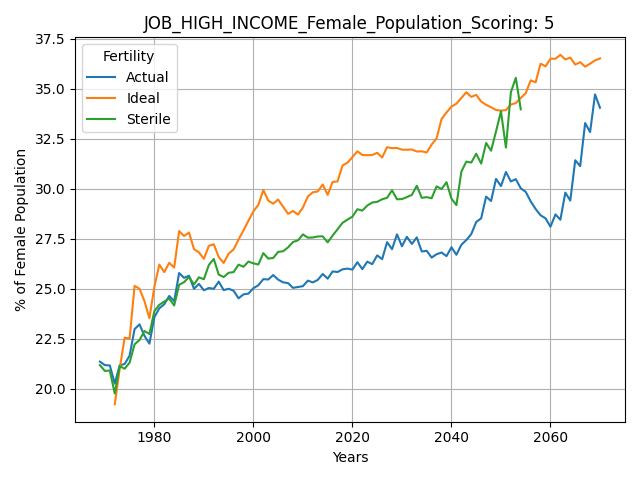 JOB_HIGH_INCOME_Female_Population_Scoring: 5
37.5
35.0
32.5
30.0
27.5
25.0
22.5
20.0
% of Female Population
Fertility
Actual
Ideal
Sterile
1980
2000
2020
2040
2060
Years